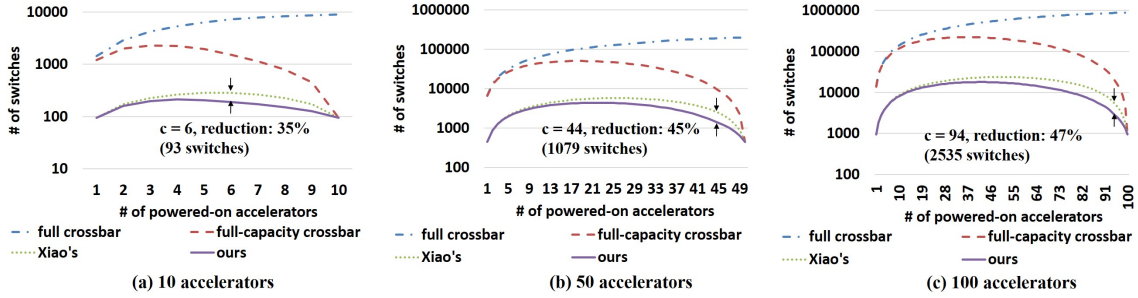 10000
1000
100
10
# of switches
c = 6, reduction: 35%
(93 switches)
1 2 3 4 5 6 7 8 9 10
# of powered-on accelerators
full crossbar full-capacity crossbar
Xiao's ours
(a) 10 accelerators
1000000
100000
10000
1000
100
# of switches
c = 44, reduction: 45%
(1079 switches)
1 5 9 13 17 21 25 29 33 37 41 45 49
# of powered-on accelerators
full crossbar full-capacity crossbar
Xiao's ours
(b) 50 accelerators
1000000
100000
10000
1000
100
# of switches
c = 94, reduction: 47%
(2535 switches)
1 10 19 28 37 46 55 64 73 82 91 100
# of powered-on accelerators
full crossbar full-capacity crossbar
Xiao's ours
(c) 100 accelerators